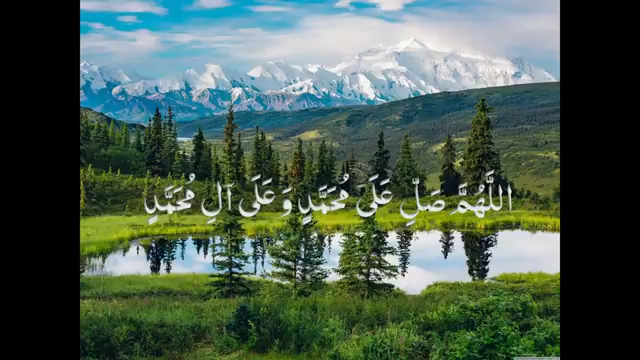 اللّٰهُمَّ صَلِّ عَلَىٰ مُحَمَّدٍ وَعَلَىٰ آلِ مُحَمَّدٍ